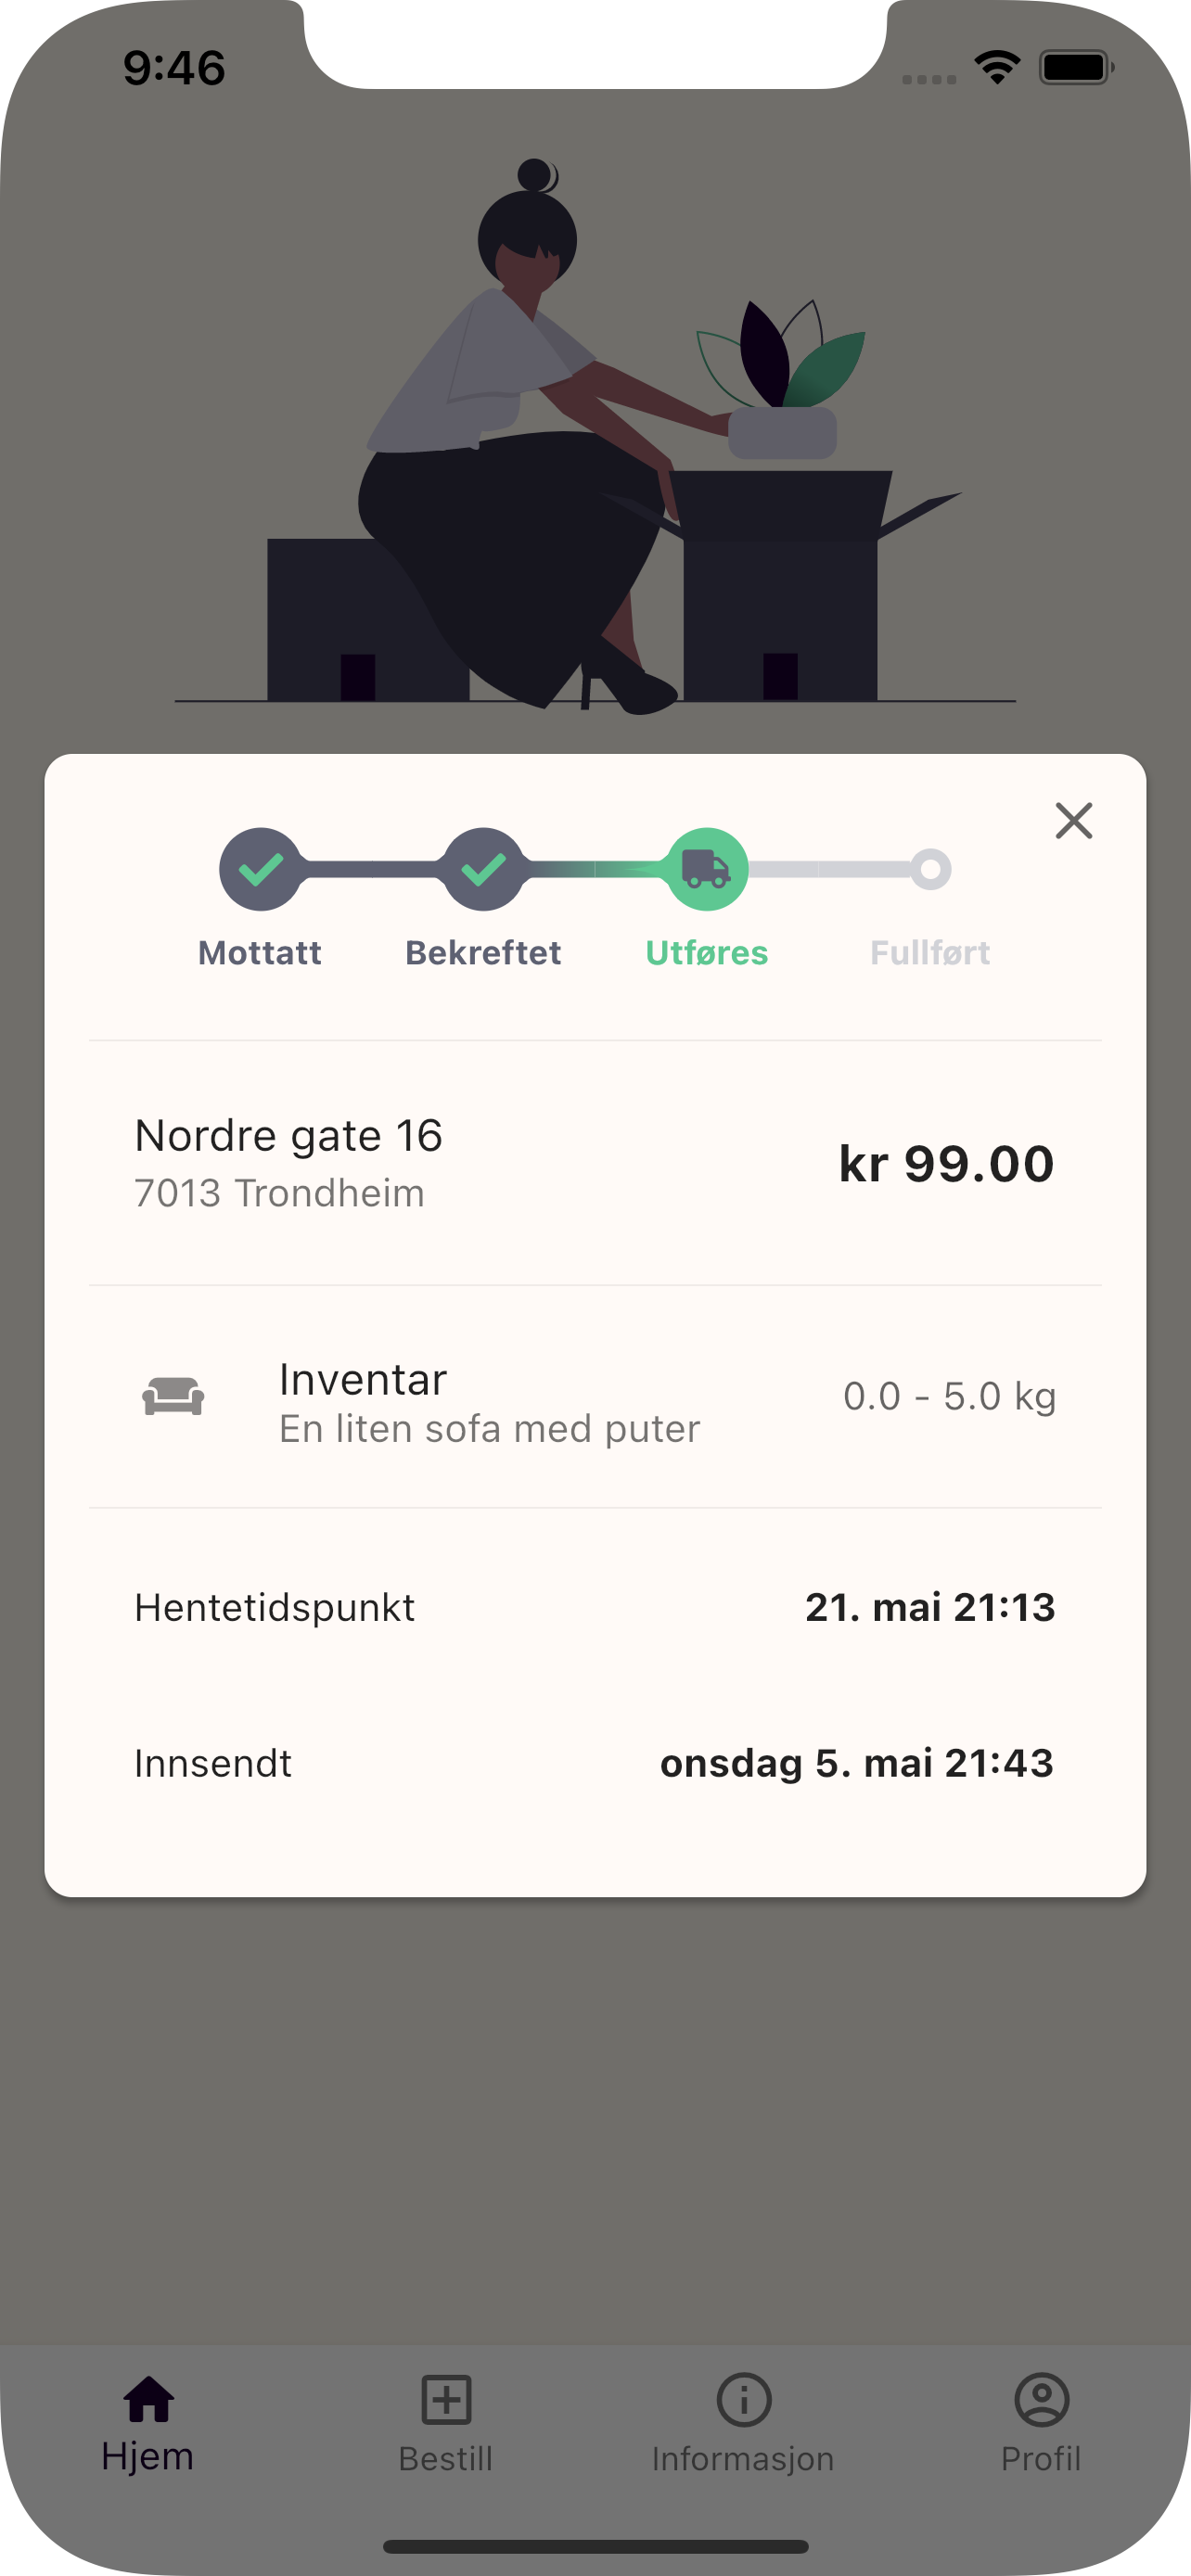 9:46
Mottatt Bekreftet Utføres Fullført
Nordre gate 16
7013 Trondheim
kr 99.00
Inventar
En liten sofa med puter
0.0 - 5.0 kg
Hentetidspunkt 21. mai 21:13
Innsendt onsdag 5. mai 21:43
Hjem Bestill Informasjon Profil